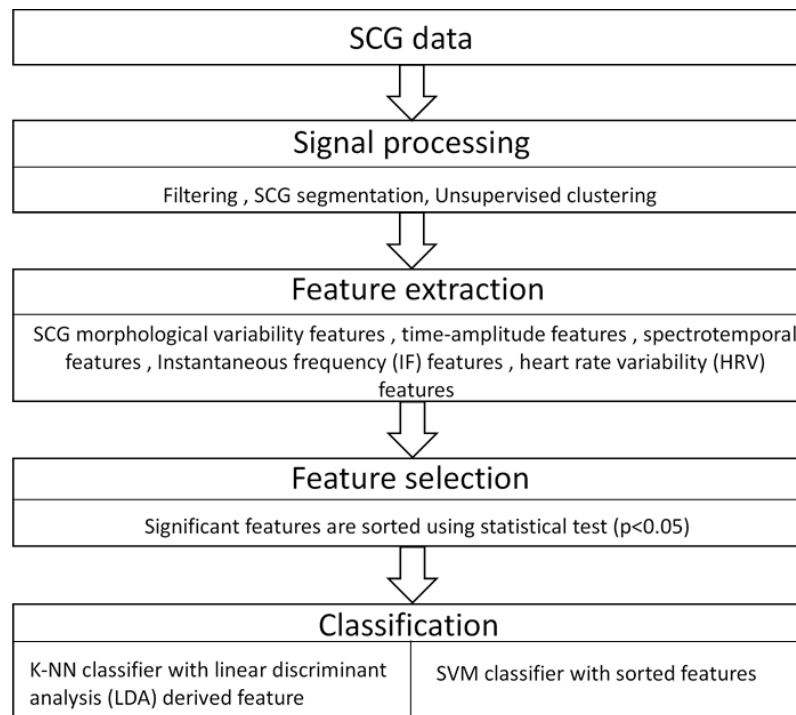 SCG data
Signal processing
Filtering , SCG segmentation, Unsupervised clustering
Feature extraction
SCG morphological variability features , time-amplitude features , spectrotemporal
features , Instantaneous frequency (IF) features , heart rate variability (HRV)
features
Feature selection
Significant features are sorted using statistical test (p<0.05)
Classification
K-NN classifier with linear discriminant
analysis (LDA) derived feature
SVM classifier with sorted features